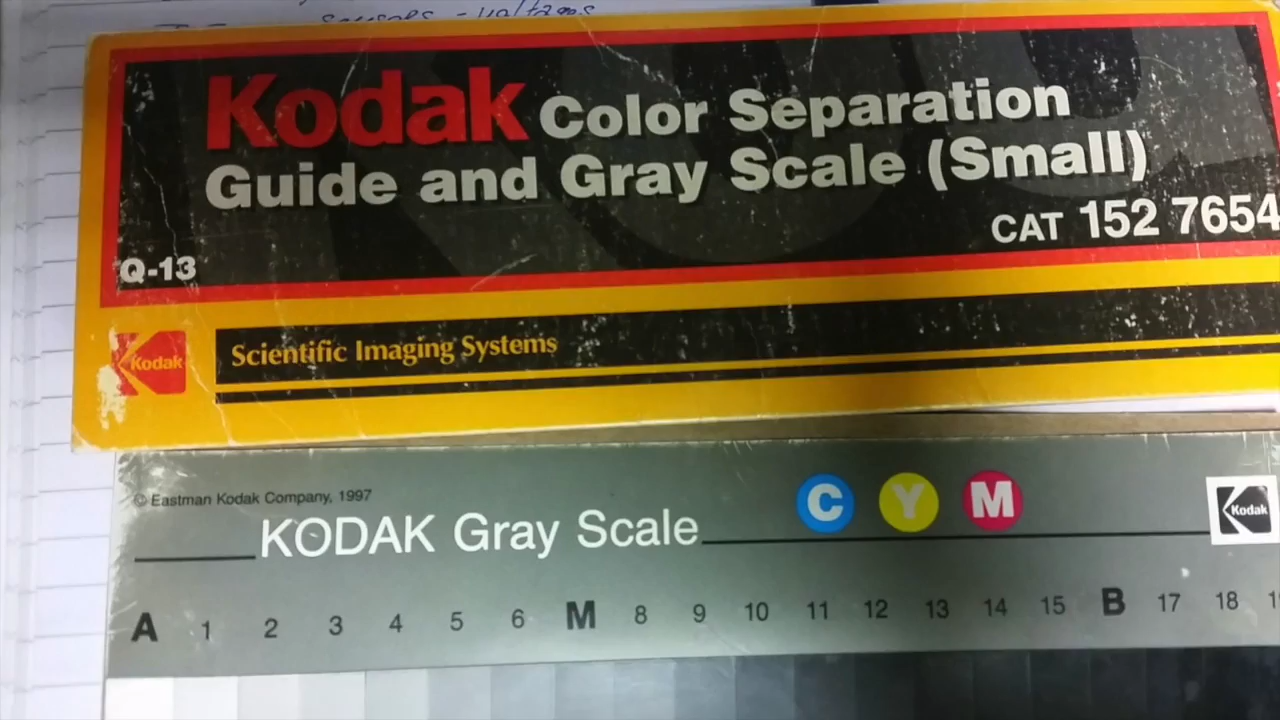 sensors - voltage
Kodak Color Separation
Guide and Gray Scale (Small)
CAT 152 7654
Q-13
Kodak
Scientific Imaging Systems
© Eastman Kodak Company, 1997
KODAK Gray Scale
C Y M
Kodak
A 1 2 3 4 5 6 M 8 9 10 11 12 13 14 15 B 17 18